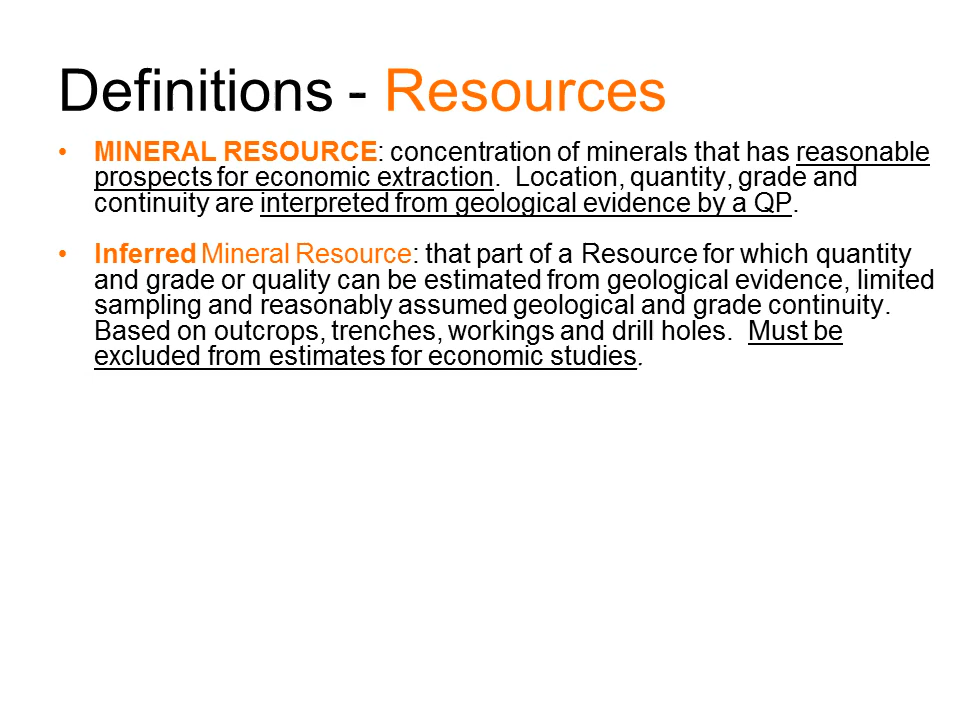 Definitions - Resources
• MINERAL RESOURCE: concentration of minerals that has reasonable
prospects for economic extraction.  Location, quantity, grade and
continuity are interpreted from geological evidence by a QP.
• Inferred Mineral Resource: that part of a Resource for which quantity
and grade or quality can be estimated from geological evidence, limited
sampling and reasonably assumed geological and grade continuity.
Based on outcrops, trenches, workings and drill holes.  Must be
excluded from estimates for economic studies.